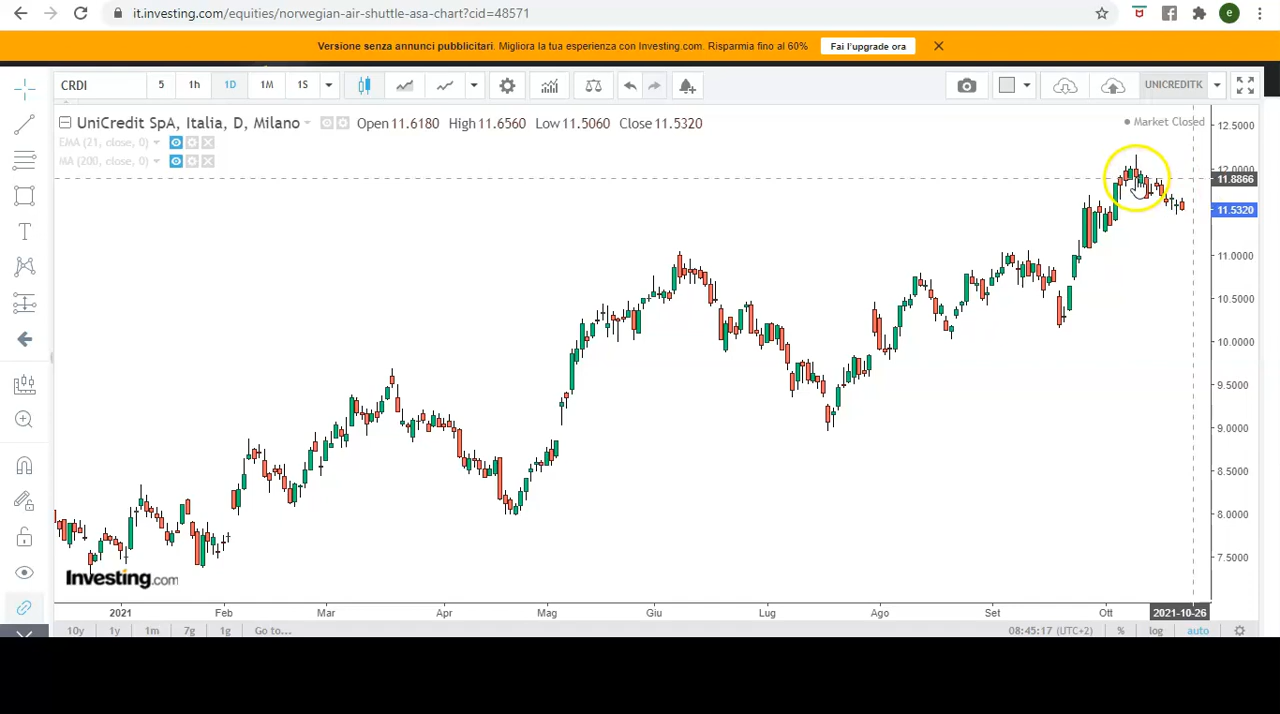 it.investing.com/equities/norwegian-air-shuttle-asa-chart?cid=48571
e
Versione senza annunci pubblicitari. Migliora la tua esperienza con Investing.com. Risparmia fino al 60% Fai l'upgrade ora
CRDI 5 1h 1D 1M 1S UNICREDITK
UniCredit SpA, Italia, D, Milano Open 11.6180 High 11.6560 Low 11.5060 Close 11.5320 Market Closed
EMA (21, close, 0)
MA (200, close, 0)
T
12.5000
12.0000
11.8866
11.5320
11.0000
10.5000
10.0000
9.5000
9.0000
8.5000
8.0000
7.5000
Investing.com
2021 Feb Mar Apr Mag Giu Lug Ago Set Ott 2021-10-26
10y 1y 1m 7g 1g Go to... 08:45:17 (UTC+2) % log auto